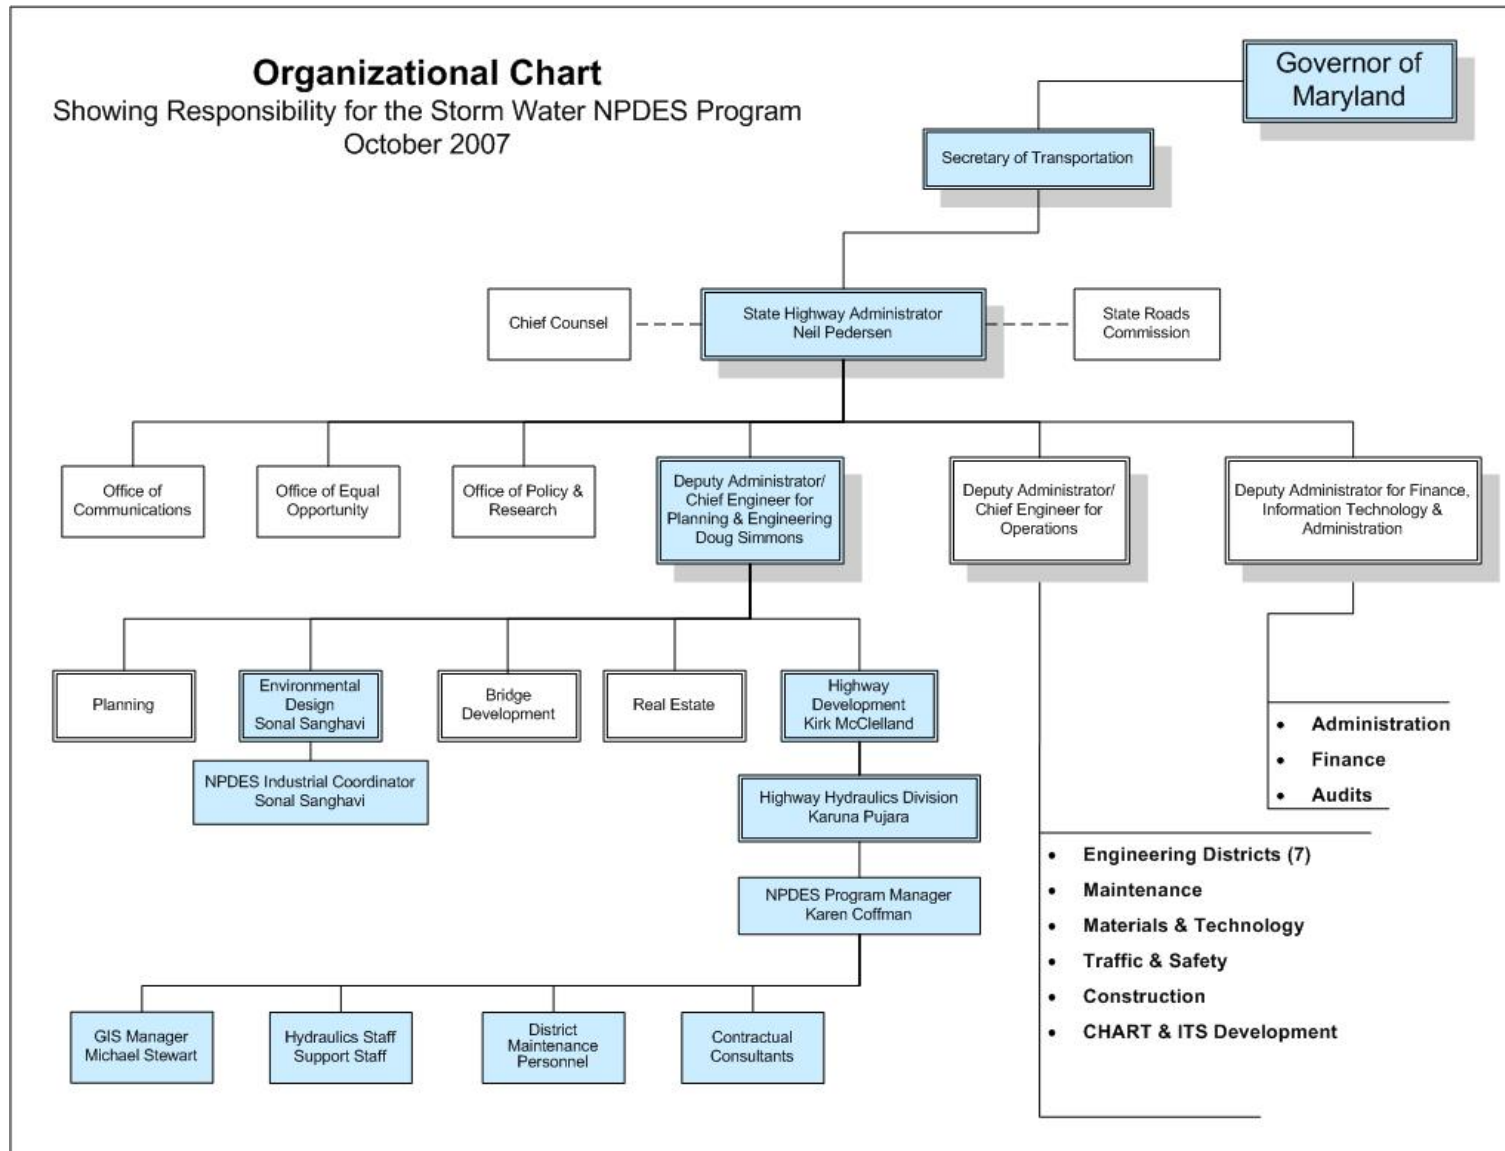 Organizational Chart
Showing Responsibility for the Storm Water NPDES Program
October 2007
Governor of
Maryland
Secretary of Transportation
Chief Counsel
State Highway Administrator
Neil Pedersen
State Roads
Commission
Office of
Communications
Office of Equal
Opportunity
Office of Policy &
Research
Deputy Administrator/
Chief Engineer for
Planning & Engineering
Doug Simmons
Deputy Administrator/
Chief Engineer for
Operations
Deputy Administrator for Finance,
Information Technology &
Administration
Planning
Environmental
Design
Sonal Sanghavi
Bridge
Development
Real Estate
Highway
Development
Kirk McClelland
• Administration
• Finance
• Audits
NPDES Industrial Coordinator
Sonal Sanghavi
Highway Hydraulics Division
Karuna Pujara
NPDES Program Manager
Karen Coffman
• Engineering Districts (7)
• Maintenance
• Materials & Technology
• Traffic & Safety
• Construction
• CHART & ITS Development
GIS Manager
Michael Stewart
Hydraulics Staff
Support Staff
District
Maintenance
Personnel
Contractual
Consultants